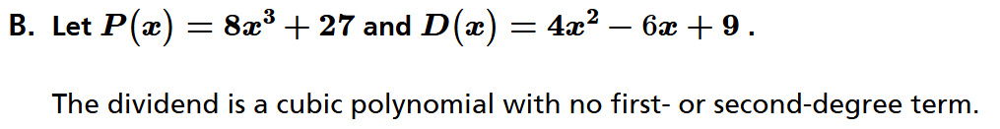 B. Let P(x) = 8x³ + 27 and D(x) = 4x² − 6x + 9 .
The dividend is a cubic polynomial with no first- or second-degree term.